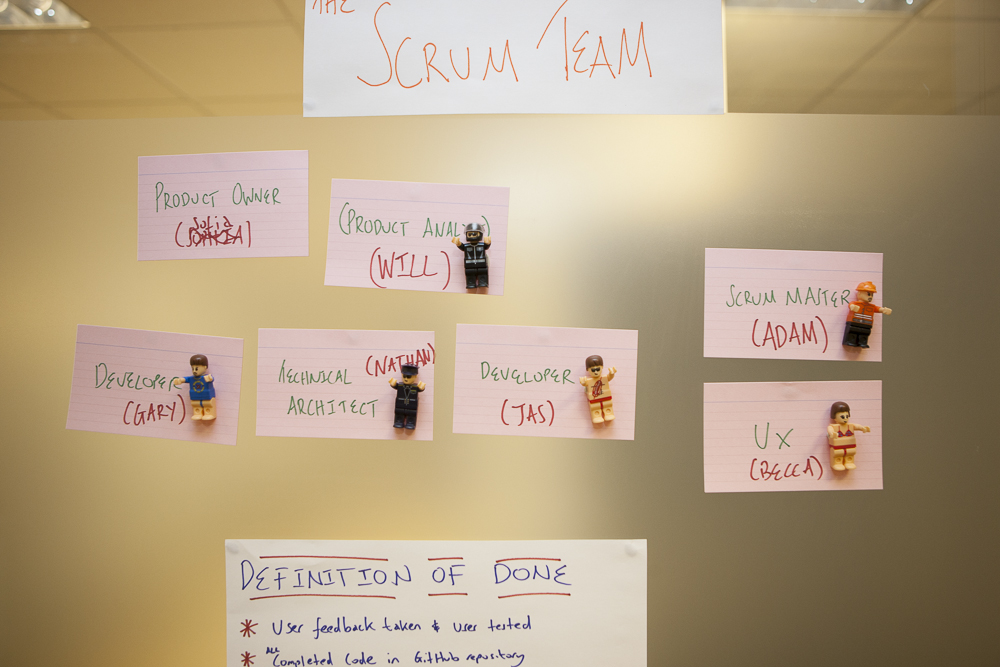 THE
SCRUM TEAM
PRODUCT OWNER
Solid
(PRODUCT ANALYST)
(WILL)
SCRUM MASTER
(ADAM)
DEVELOPER
(GARY)
(NATHAN)
TECHNICAL
ARCHITECT
DEVELOPER
(JAS)
UX
(BECCA)
DEFINITION OF DONE
* User feedback taken & user tested
ALL
* Completed code in GitHub repository